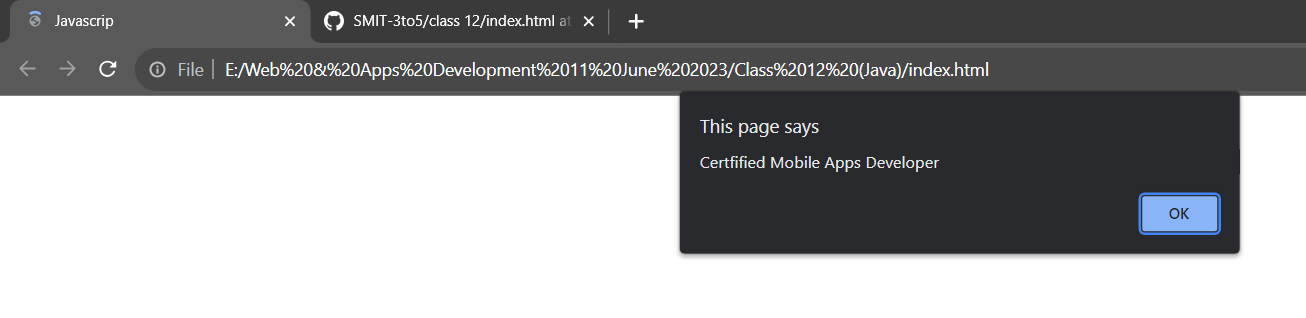 Javascrip
SMIT-3to5/class 12/index.html at
File
E:/Web%20&%20Apps%20Development%2011%20June%202023/Class%2012%20(Java)/index.html
This page says
Certfified Mobile Apps Developer
OK